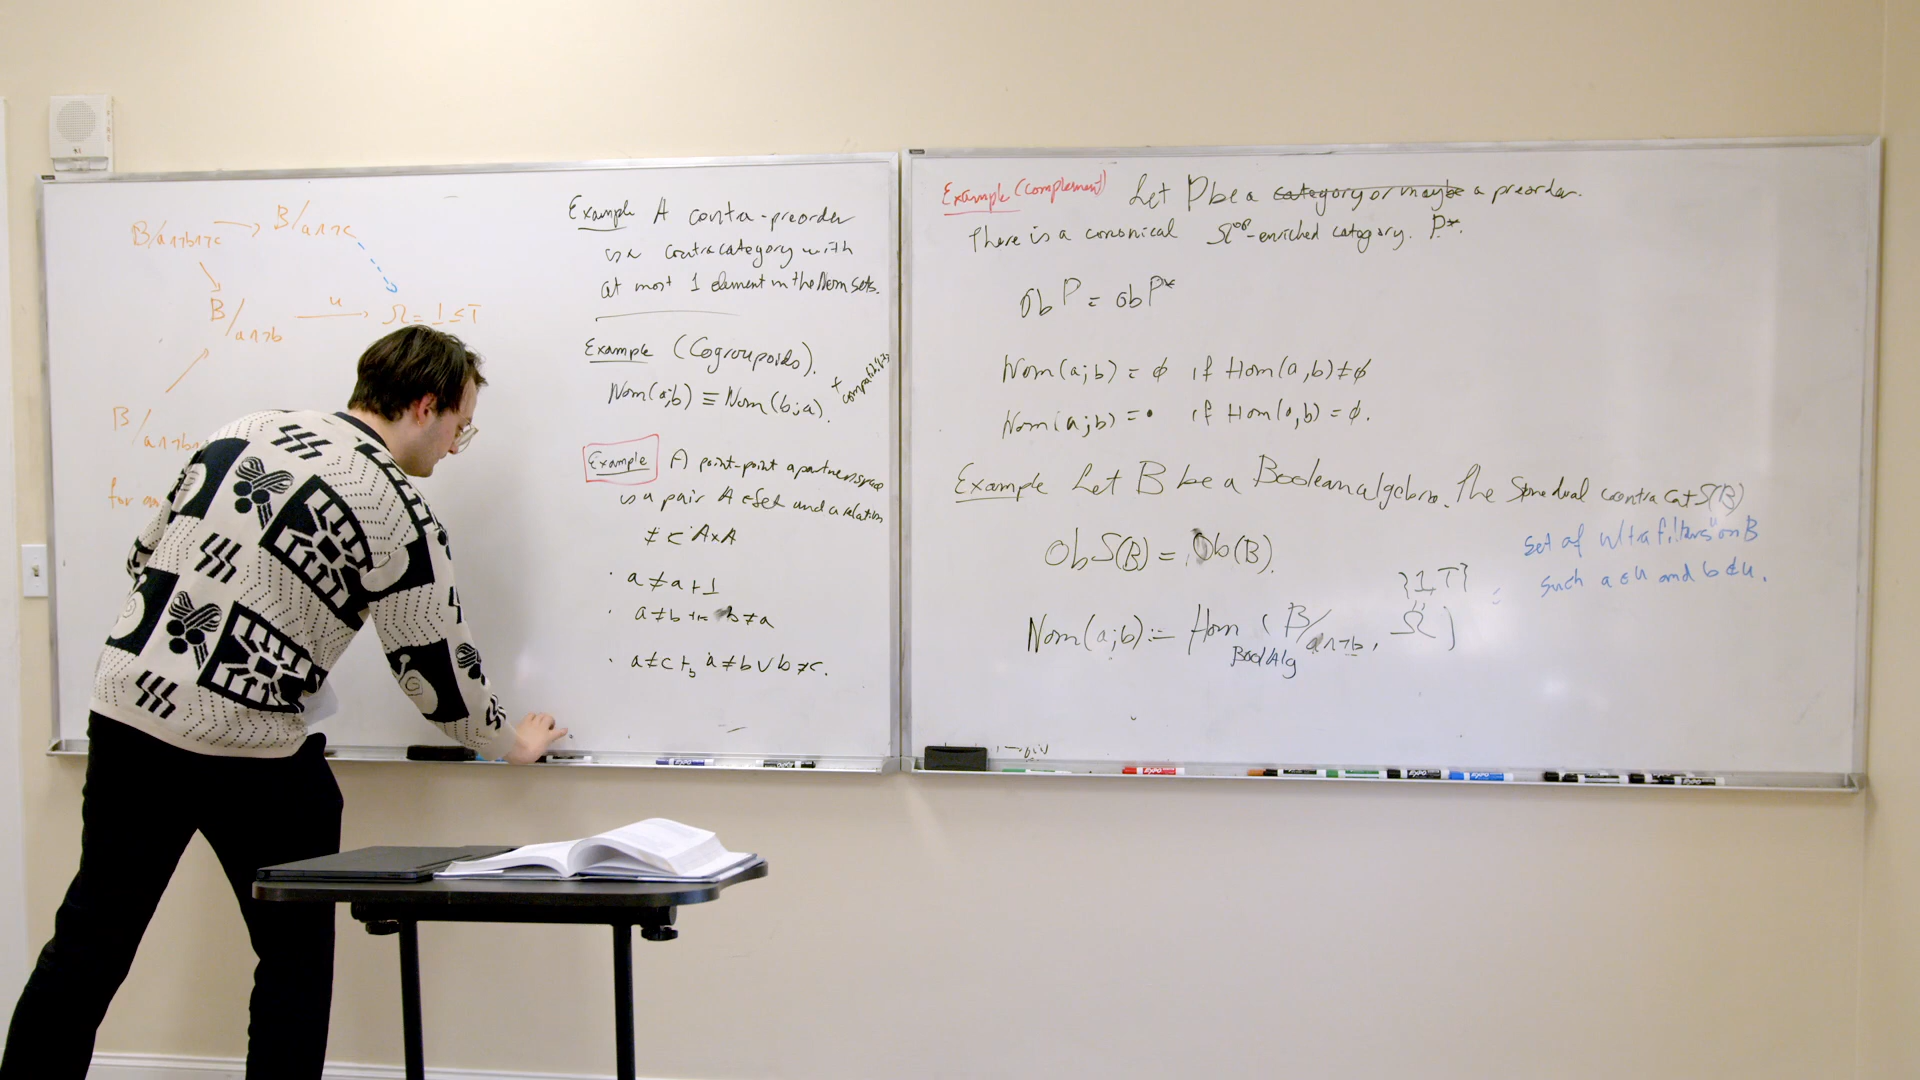 B/a∧¬b∧¬c → B/a∧¬c
B/a∧¬b u Ω = ⊥ ≤ T
B/a∧¬b
for an
Example A contra-preorder
is a contracategory with
at most 1 element in the Nom sets.
Example (Cogroupoids).
Nom(a;b) ≡ Nom(b;a).
+ compatibility
Example A point-point apartness space
is a pair A a set and a relation
≠ ⊂ A×A
· a ≠ a ⊢ ⊥
· a ≠ b ⊢ b ≠ a
· a ≠ c ⊢ a ≠ b ∨ b ≠ c.
Example (complement) Let P be a category or maybe a preorder.
There is a canonical Ω^op-enriched category. P*.
Ob P = Ob P*
Nom(a;b) = ∅ if Hom(a,b) ≠ ∅
Nom(a;b) = • if Hom(a,b) = ∅.
Example Let B be a Boolean algebra. The Stone dual contra cat S(B)
Ob S(B) = Ob(B).
Nom(a;b) := Hom BoolAlg (B/a∧¬b, Ω)
{⊥ T}
=
set of ultrafilters on B
such a ∈ u and b ∉ u.
EXPO